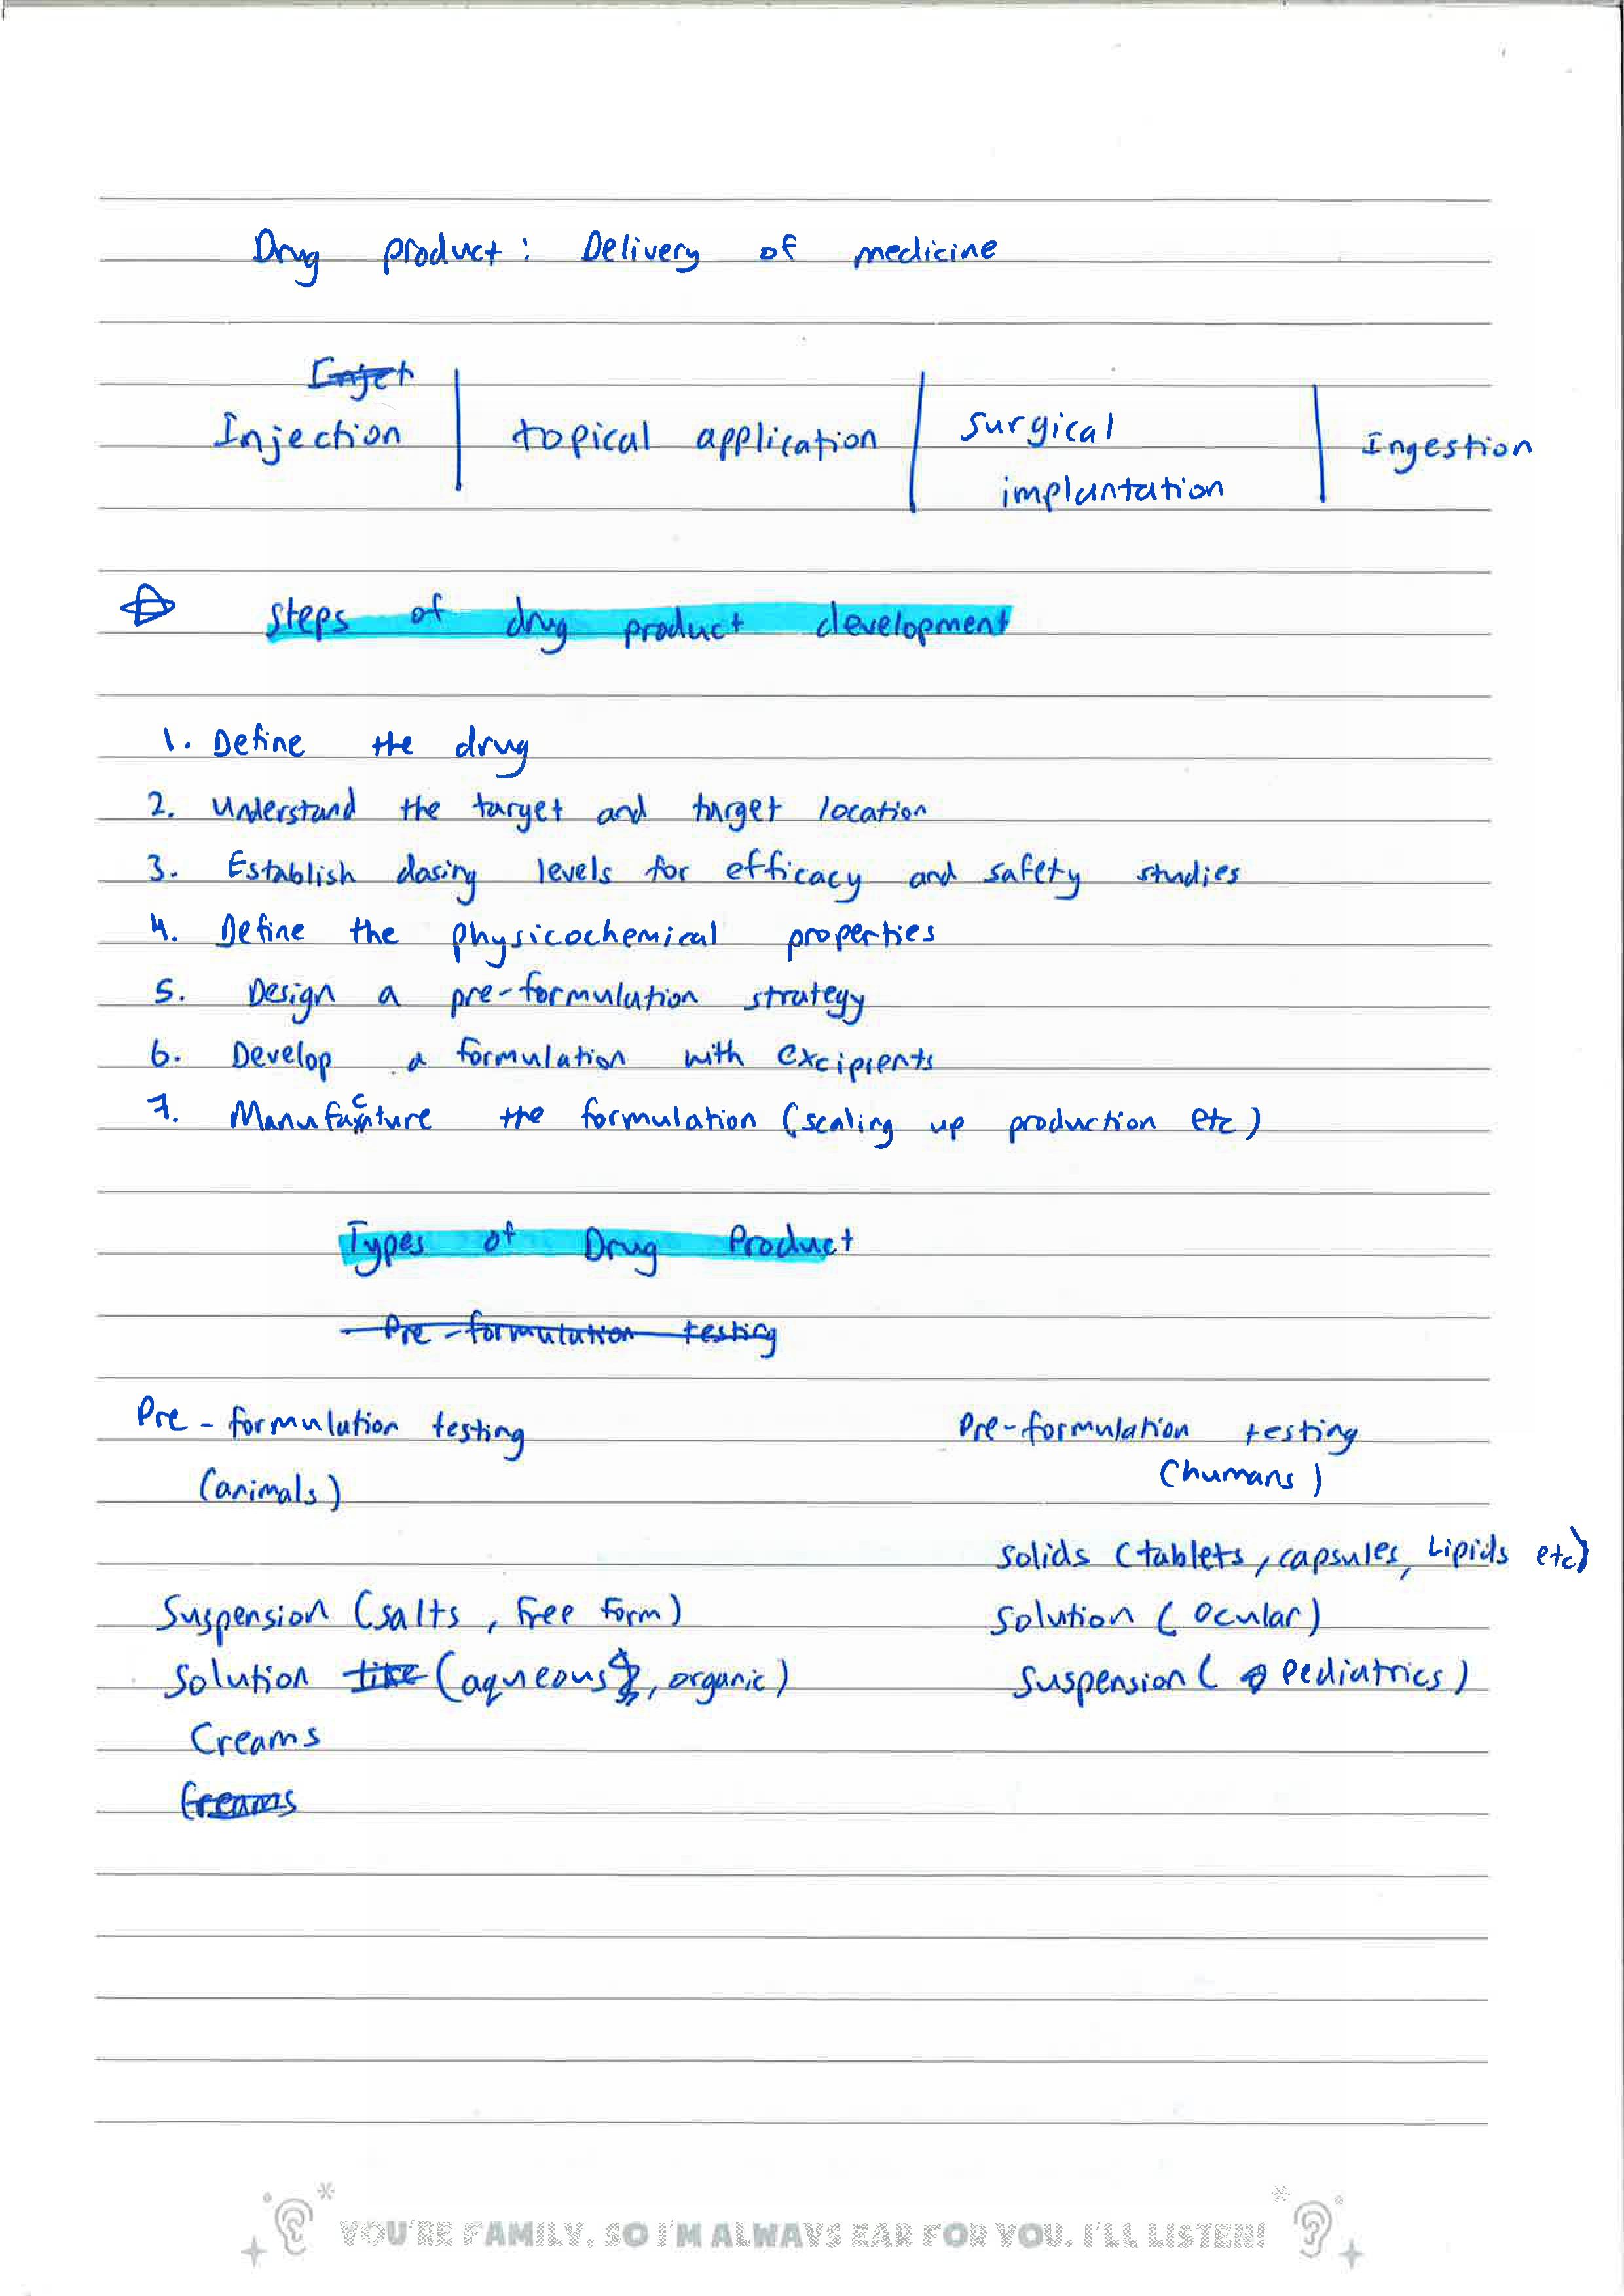 Drug product: Delivery of medicine
Injet
Injection | topical application | Surgical implantation | Ingestion
Steps of drug product development
1. Define the drug
2. Understand the target and target location
3. Establish dosing levels for efficacy and safety studies
4. Define the physicochemical properties
5. Design a pre-formulation strategy
6. Develop a formulation with excipients
7. Manufacture the formulation (scaling up production etc)
Types of Drug Product
Pre-formulation testing
Pre-formulation testing
(animals)
Suspension (salts, free form)
Solution like (aqueous, organic)
Creams
Creams
Pre-formulation testing
(humans)
Solids (tablets, capsules, Lipids etc)
Solution (ocular)
Suspension (Pediatrics)
YOU'RE FAMILY. SO I'M ALWAYS EAR FOR YOU. I'LL LISTEN!